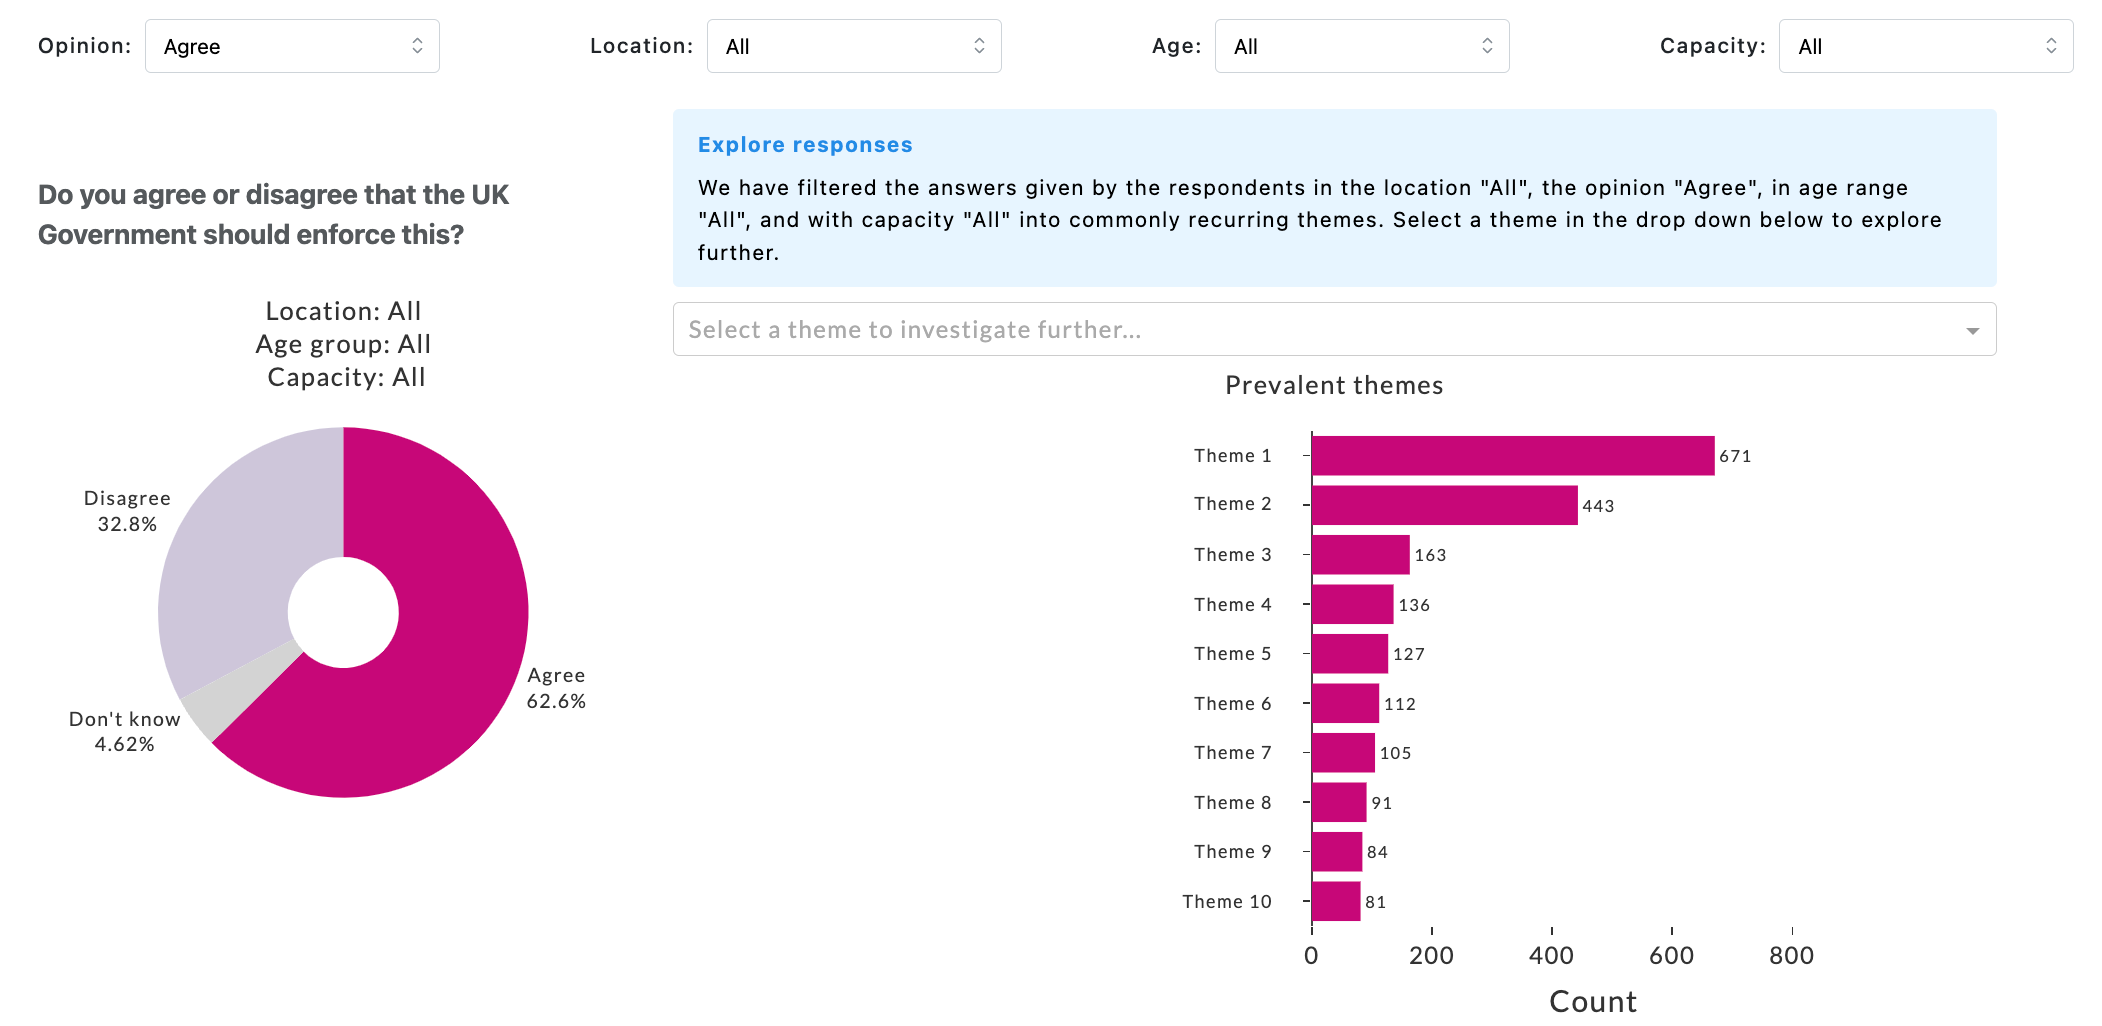 Opinion: Agree Location: All Age: All Capacity: All
Explore responses
We have filtered the answers given by the respondents in the location "All", the opinion "Agree", in age range
"All", and with capacity "All" into commonly recurring themes. Select a theme in the drop down below to explore
further.
Select a theme to investigate further...
Do you agree or disagree that the UK
Government should enforce this?
Location: All
Age group: All
Capacity: All
Disagree
32.8%
Agree
62.6%
Don't know
4.62%
Prevalent themes
Theme 1 671
Theme 2 443
Theme 3 163
Theme 4 136
Theme 5 127
Theme 6 112
Theme 7 105
Theme 8 91
Theme 9 84
Theme 10 81
0 200 400 600 800
Count